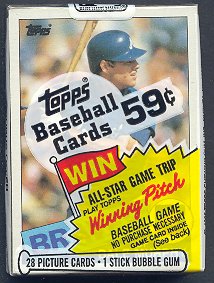 Topps
Topps
Baseball
Cards
59¢
WIN
ALL-STAR GAME TRIP
PLAY TOPPS
Winning Pitch
BASEBALL GAME
NO PURCHASE NECESSARY
GAME CARD INSIDE
(See back)
BR
28 PICTURE CARDS • 1 STICK BUBBLE GUM